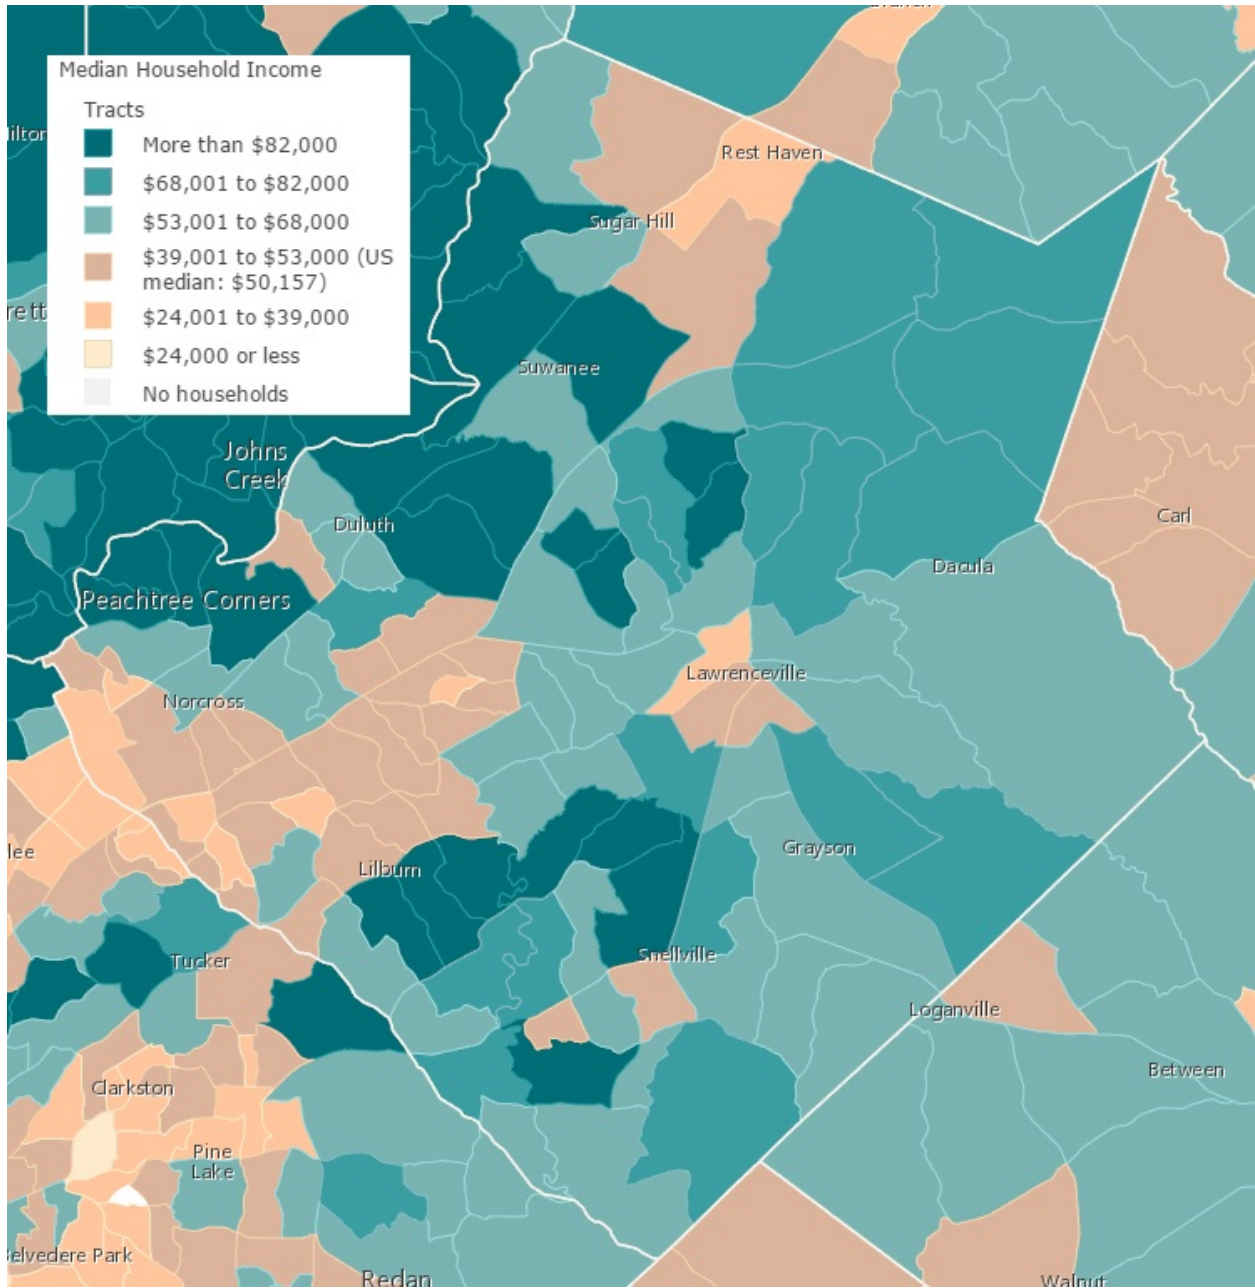 Median Household Income
Tracts
More than $82,000
$68,001 to $82,000
$53,001 to $68,000
$39,001 to $53,000 (US
median: $50,157)
$24,001 to $39,000
$24,000 or less
No households
Rest Haven
Sugar Hill
Suwanee
Johns
Creek
Duluth
Carl
Dacula
Peachtree Corners
Lawrenceville
Norcross
Grayson
Lilburn
Snellville
Tucker
Loganville
Between
Clarkston
Pine
Lake
Belvedere Park
Redan
Walnut